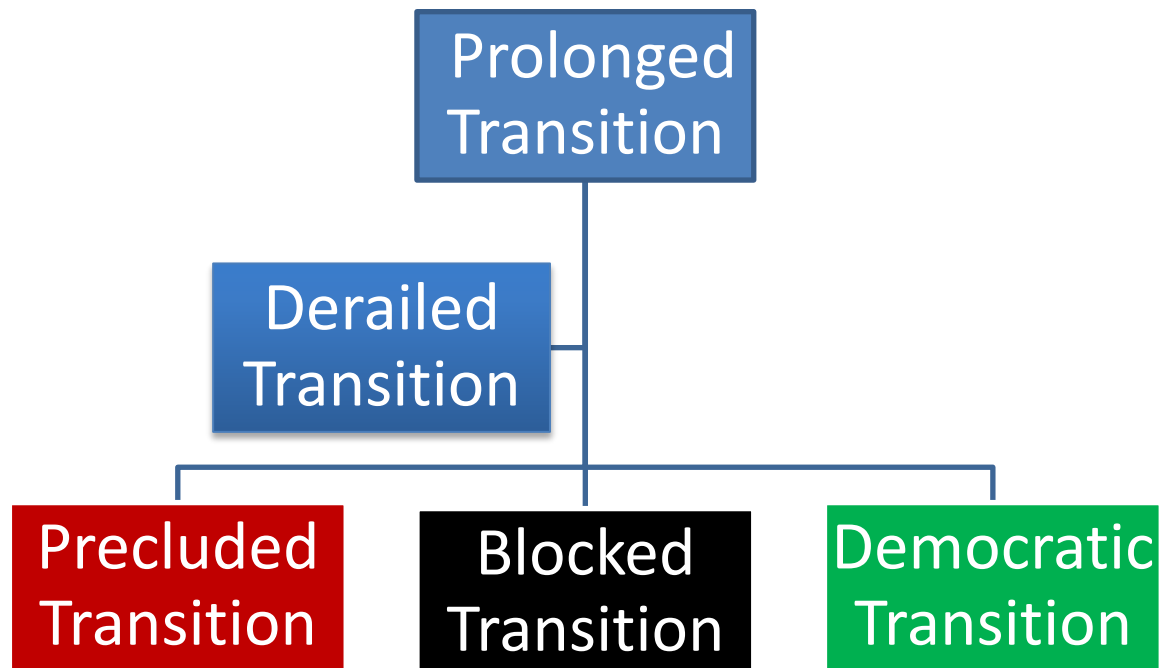 Prolonged
Transition
Derailed
Transition
Precluded
Transition
Blocked
Transition
Democratic
Transition